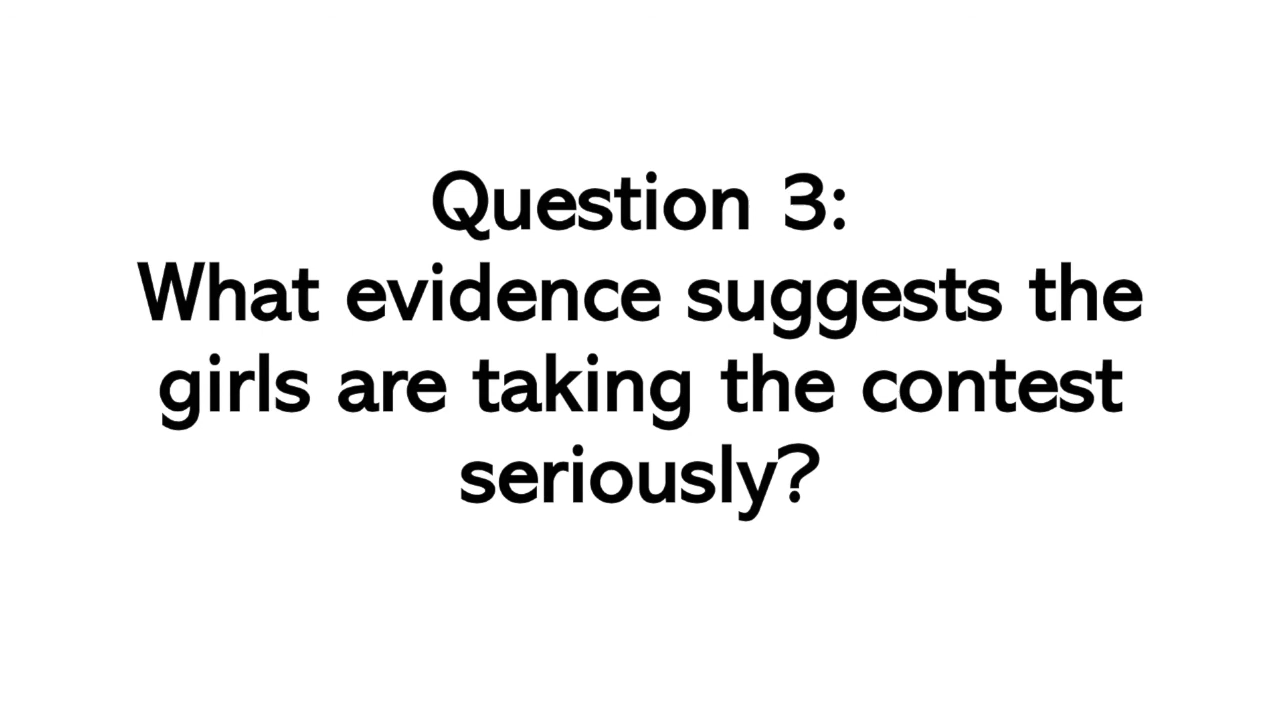 Question 3:
What evidence suggests the
girls are taking the contest
seriously?